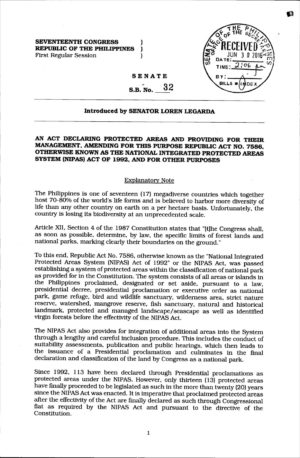 SEVENTEENTH CONGRESS )
REPUBLIC OF THE PHILIPPINES )
First Regular Session )
RECEIVED
JUN 30 2016
DATE:
TIME:
BY:
BILLS & INDEX
SENATE
S.B. No. 32
Introduced by SENATOR LOREN LEGARDA
AN ACT DECLARING PROTECTED AREAS AND PROVIDING FOR THEIR
MANAGEMENT, AMENDING FOR THIS PURPOSE REPUBLIC ACT NO. 7586,
OTHERWISE KNOWN AS THE NATIONAL INTEGRATED PROTECTED AREAS
SYSTEM (NIPAS) ACT OF 1992, AND FOR OTHER PURPOSES
Explanatory Note
The Philippines is one of seventeen (17) megadiverse countries which together
host 70-80% of the world's life forms and is believed to harbor more diversity of
life than any other country on earth on a per hectare basis. Unfortunately, the
country is losing its biodiversity at an unprecedented scale.
Article XII, Section 4 of the 1987 Constitution states that "[t]he Congress shall,
as soon as possible, determine, by law, the specific limits of forest lands and
national parks, marking clearly their boundaries on the ground."
To this end, Republic Act No. 7586, otherwise known as the "National Integrated
Protected Areas System (NIPAS) Act of 1992" or the NIPAS Act, was passed
establishing a system of protected areas within the classification of national park
as provided for in the Constitution. The system consists of all areas or islands in
the Philippines proclaimed, designated or set aside, pursuant to a law,
presidential decree, presidential proclamation or executive order as national
park, game refuge, bird and wildlife sanctuary, wilderness area, strict nature
reserve, watershed, mangrove reserve, fish sanctuary, natural and historical
landmark, protected and managed landscape/seascape as well as identified
virgin forests before the effectivity of the NIPAS Act.
The NIPAS Act also provides for integration of additional areas into the System
through a lengthy and careful inclusion procedure. This includes the conduct of
suitability assessments, publication and public hearings, which then leads to
the issuance of a Presidential proclamation and culminates in the final
declaration and classification of the land by Congress as a national park.
Since 1992, 113 have been declared through Presidential proclamations as
protected areas under the NIPAS. However, only thirteen (13) protected areas
have finally proceeded to be legislated as such in the more than twenty (20) years
since the NIPAS Act was enacted. It is imperative that proclaimed protected areas
after the effectivity of the Act are finally declared as such through Congressional
fiat as required by the NIPAS Act and pursuant to the directive of the
Constitution.
1